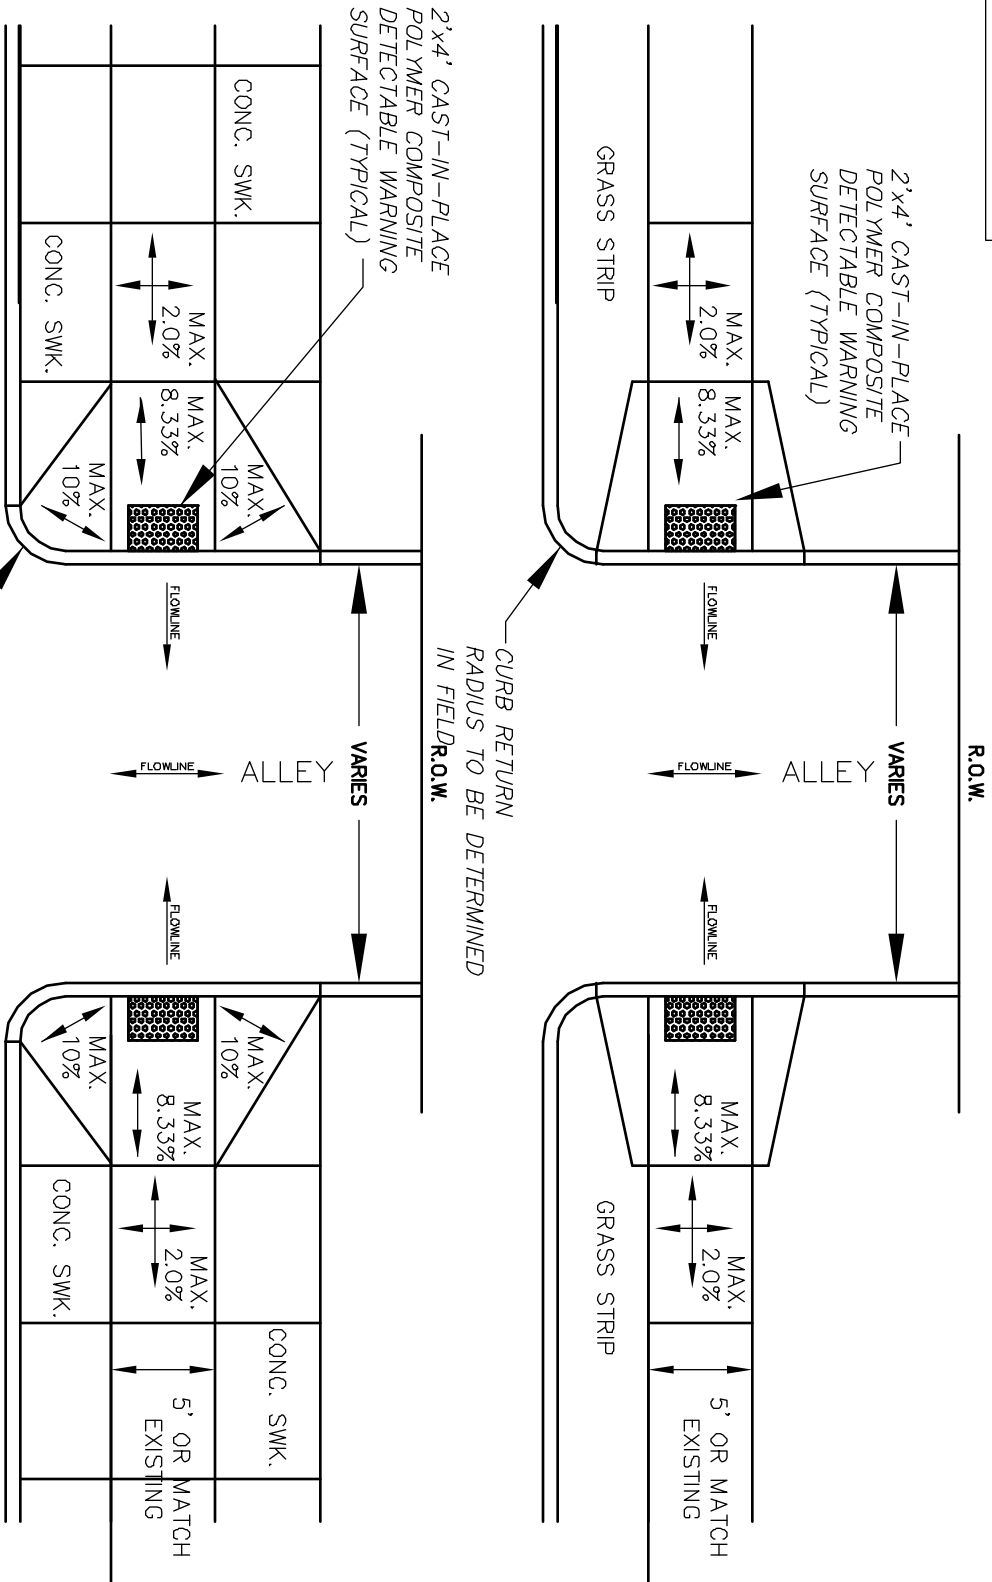 2'x4' CAST-IN-PLACE
POLYMER COMPOSITE
DETECTABLE WARNING
SURFACE (TYPICAL)
R.O.W.
VARIES
ALLEY
FLOWLINE
FLOWLINE
FLOWLINE
GRASS STRIP
MAX.
2.0%
MAX.
8.33%
MAX.
8.33%
MAX.
2.0%
GRASS STRIP
5' OR MATCH
EXISTING
CURB RETURN
RADIUS TO BE DETERMINED
IN FIELD
2'x4' CAST-IN-PLACE
POLYMER COMPOSITE
DETECTABLE WARNING
SURFACE (TYPICAL)
R.O.W.
VARIES
ALLEY
FLOWLINE
FLOWLINE
FLOWLINE
CONC. SWK.
MAX.
10%
MAX.
10%
CONC. SWK.
MAX.
2.0%
MAX.
8.33%
MAX.
8.33%
MAX.
2.0%
5' OR MATCH
EXISTING
CONC. SWK.
MAX.
10%
MAX.
10%
CONC. SWK.